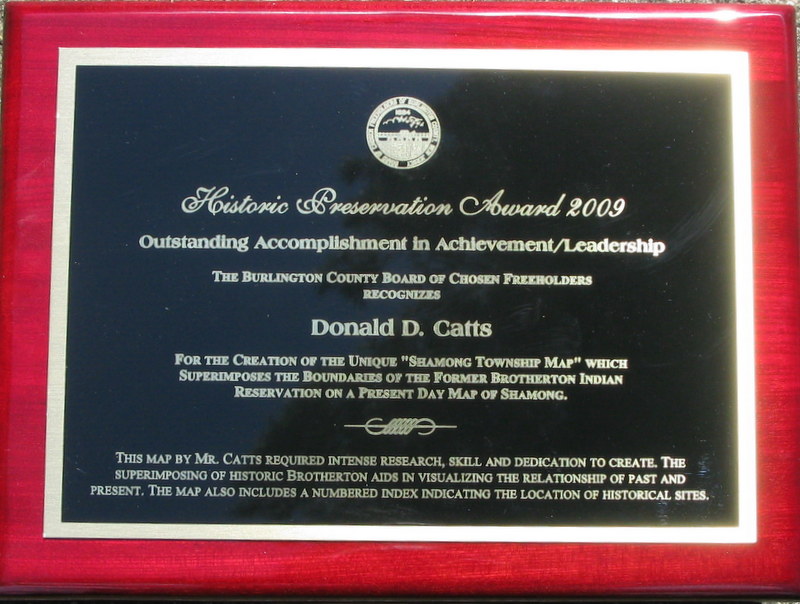 1694
Historic Preservation Award 2009
Outstanding Accomplishment in Achievement/Leadership
THE BURLINGTON COUNTY BOARD OF CHOSEN FREEHOLDERS
RECOGNIZES
Donald D. Catts
FOR THE CREATION OF THE UNIQUE "SHAMONG TOWNSHIP MAP" WHICH
SUPERIMPOSES THE BOUNDARIES OF THE FORMER BROTHERTON INDIAN
RESERVATION ON A PRESENT DAY MAP OF SHAMONG.
THIS MAP BY MR. CATTS REQUIRED INTENSE RESEARCH, SKILL AND DEDICATION TO CREATE. THE
SUPERIMPOSING OF HISTORIC BROTHERTON AIDS IN VISUALIZING THE RELATIONSHIP OF PAST AND
PRESENT. THE MAP ALSO INCLUDES A NUMBERED INDEX INDICATING THE LOCATION OF HISTORICAL SITES.